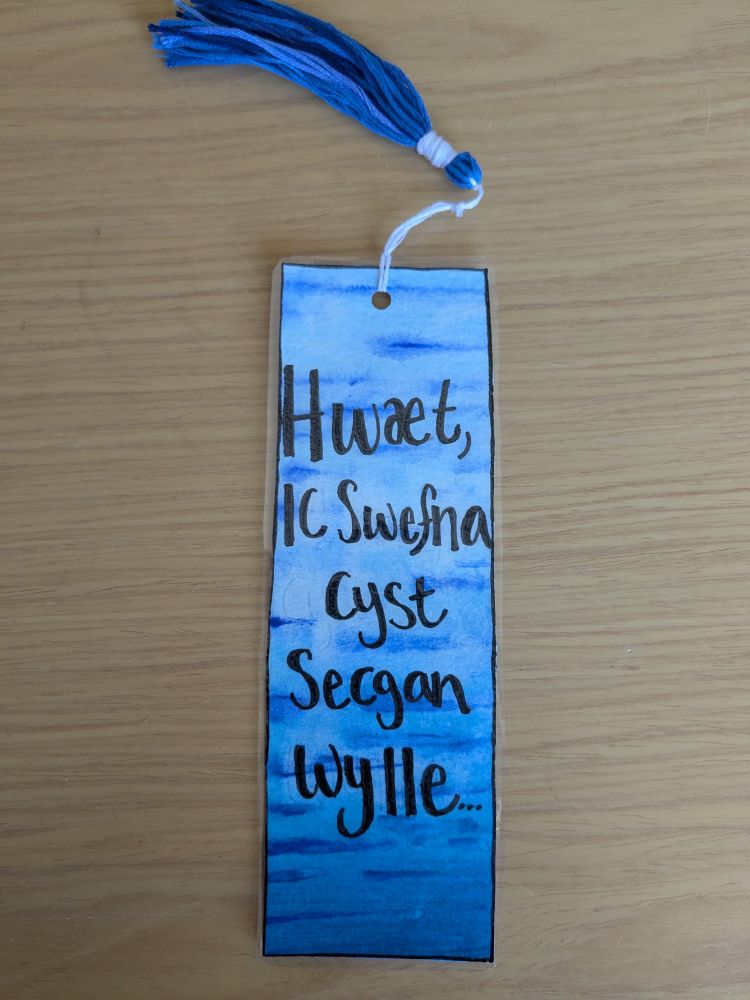 Hwæt,
IC Swefna
Cyst
Secgan
Wylle...